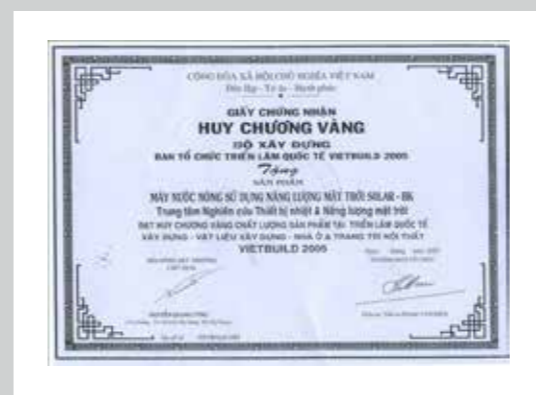 CỘNG HÒA XÃ HỘI CHỦ NGHĨA VIỆT NAM
Độc lập - Tự do - Hạnh phúc
GIẤY CHỨNG NHẬN
HUY CHƯƠNG VÀNG
BỘ XÂY DỰNG
BAN TỔ CHỨC TRIỂN LÃM QUỐC TẾ VIETBUILD 2005
Tặng
SẢN PHẨM
MÁY NƯỚC NÓNG SỬ DỤNG NĂNG LƯỢNG MẶT TRỜI SOLAR - BK
Trung tâm Nghiên cứu Thiết bị nhiệt & Năng lượng mặt trời
ĐẠT HUY CHƯƠNG VÀNG CHẤT LƯỢNG SẢN PHẨM TẠI TRIỂN LÃM QUỐC TẾ
XÂY DỰNG - VẬT LIỆU XÂY DỰNG - NHÀ Ở & TRANG TRÍ NỘI THẤT
VIETBUILD 2005